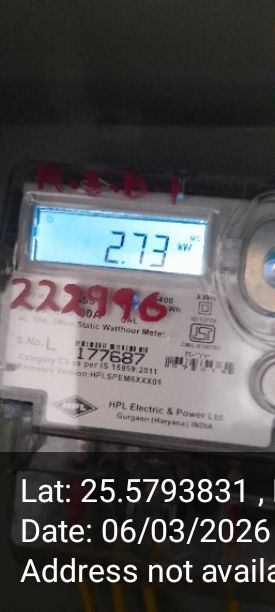 2.73 kW
222996
kWh
Static Watthour Meter
S.No. L 177687
Category C3 as per IS 15959:2011
Firmware Version:HPLSPEM6XXX01
HPL
HPL Electric & Power Ltd
Gurgaon (Haryana) INDIA
Lat: 25.5793831 ,
Date: 06/03/2026
Address not availa